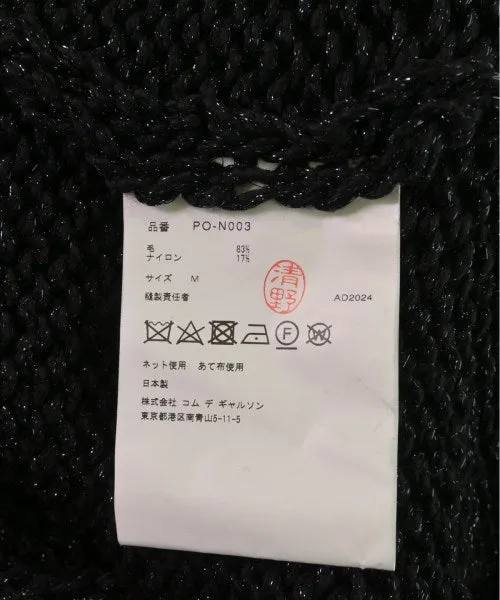 品番 PO-N003
毛 83%
ナイロン 17%
サイズ M
縫製責任者 清野 AD2024
F W
ネット使用 あて布使用
日本製
株式会社 コム デ ギャルソン
東京都港区南青山5-11-5